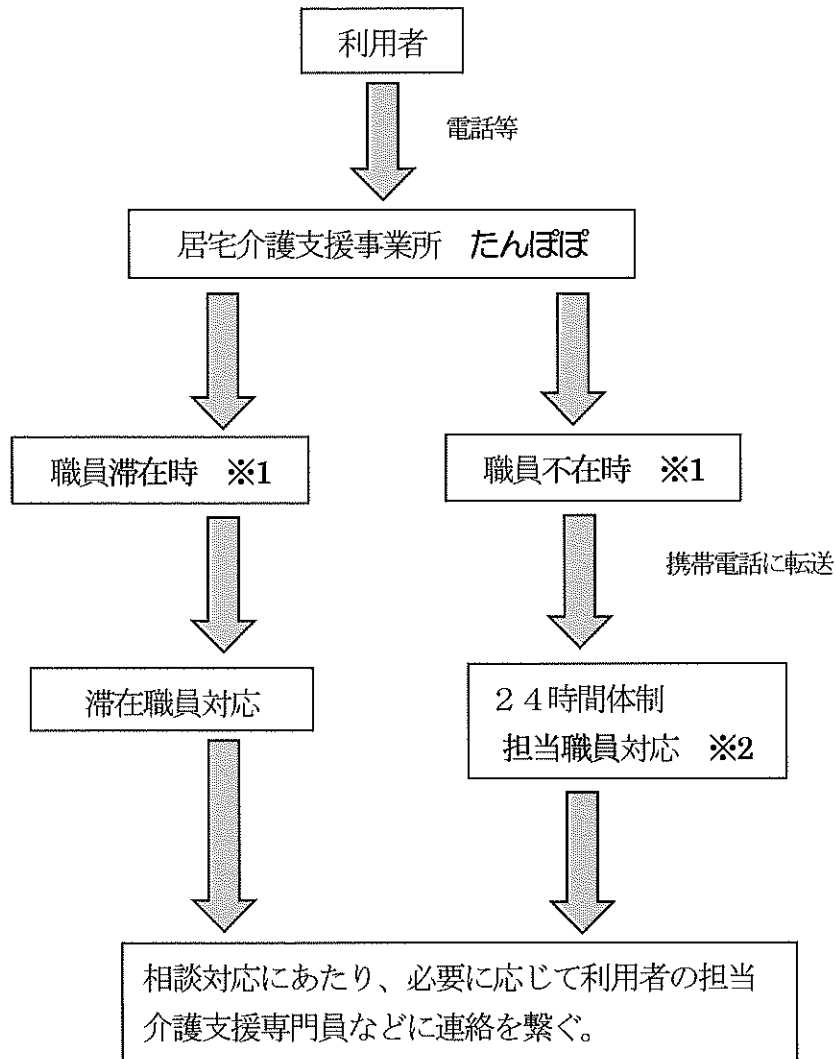 利用者
電話等
居宅介護支援事業所　たんぽぽ
職員滞在時　※1
職員不在時　※1
携帯電話に転送
滞在職員対応
２４時間体制
担当職員対応　※2
相談対応にあたり、必要に応じて利用者の担当
介護支援専門員などに連絡を繋ぐ。